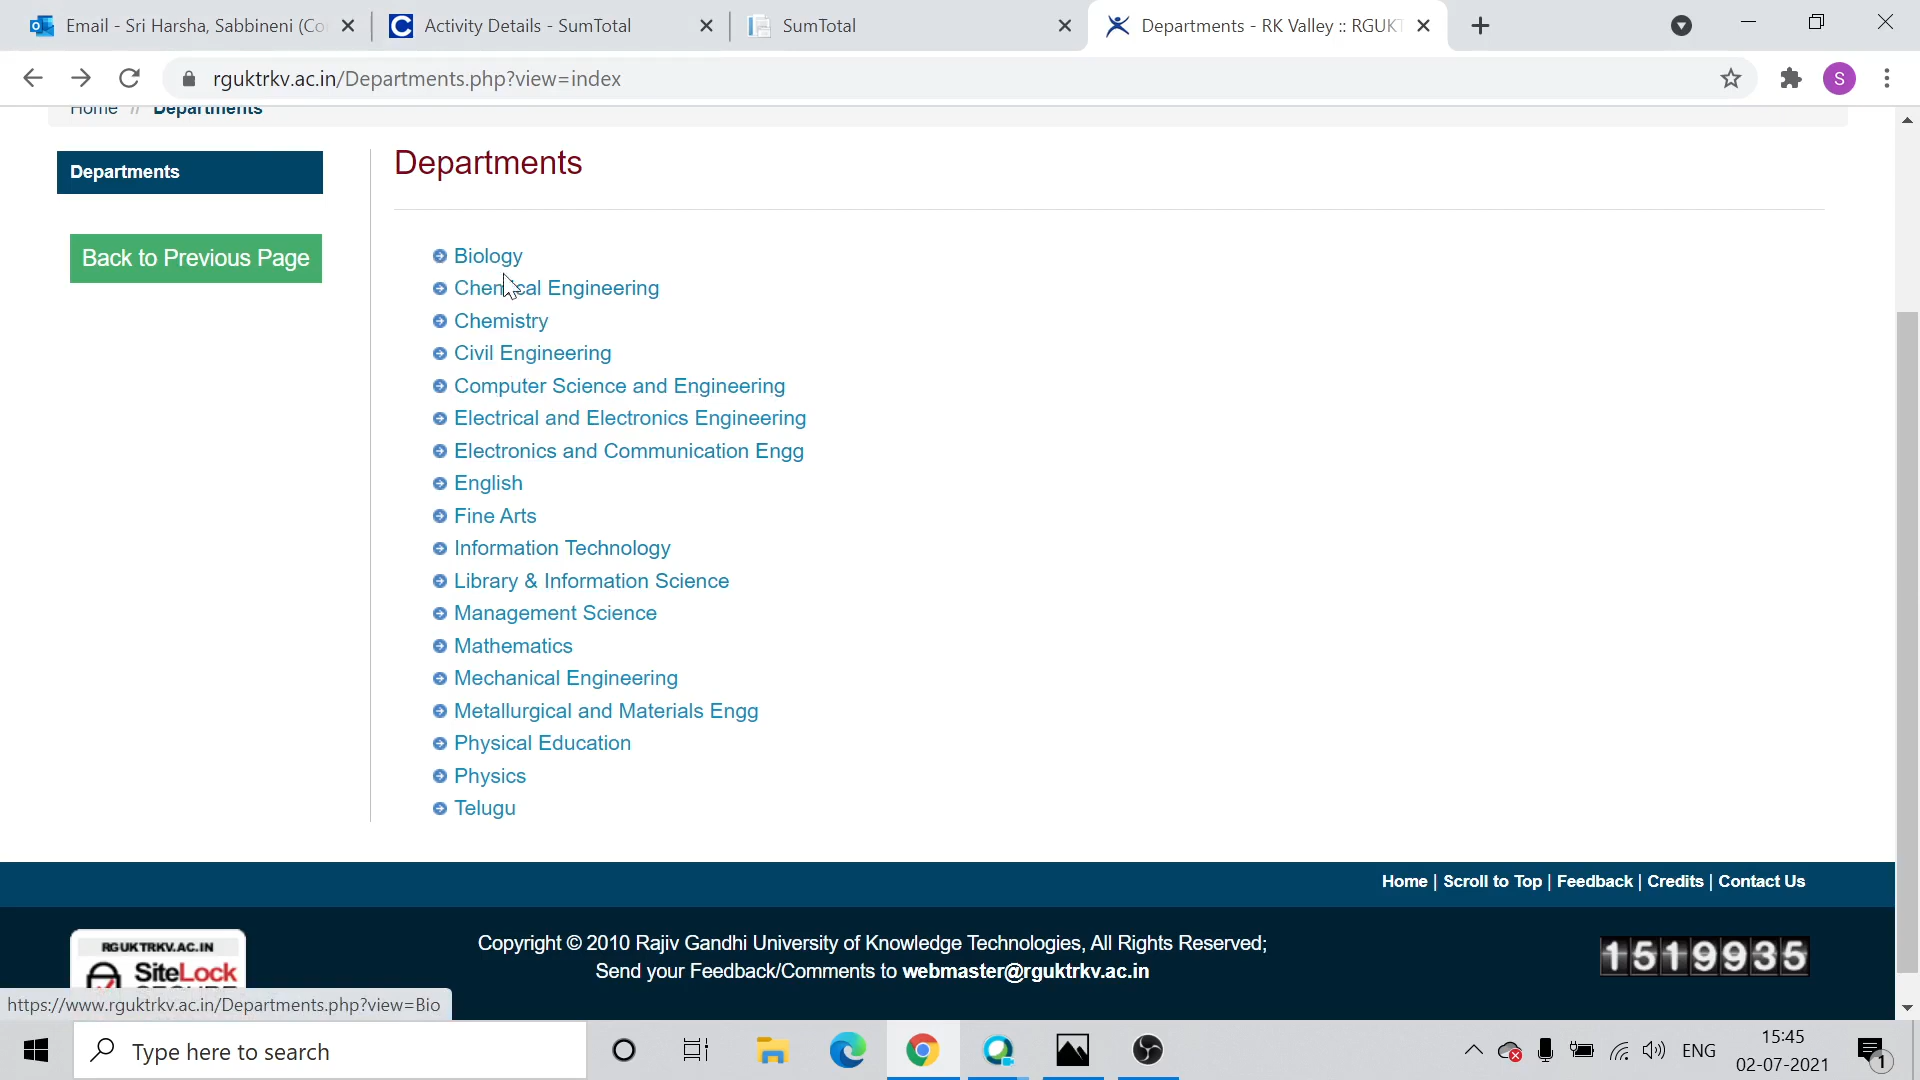 Email - Sri Harsha, Sabbineni (Co
Activity Details - SumTotal
SumTotal
Departments - RK Valley :: RGUKT
rguktrkv.ac.in/Departments.php?view=index
S
Home // Departments
Departments
Back to Previous Page
Departments
Biology
Chemical Engineering
Chemistry
Civil Engineering
Computer Science and Engineering
Electrical and Electronics Engineering
Electronics and Communication Engg
English
Fine Arts
Information Technology
Library & Information Science
Management Science
Mathematics
Mechanical Engineering
Metallurgical and Materials Engg
Physical Education
Physics
Telugu
Home | Scroll to Top | Feedback | Credits | Contact Us
RGUKTRKV.AC.IN
SiteLock
Copyright © 2010 Rajiv Gandhi University of Knowledge Technologies, All Rights Reserved;
Send your Feedback/Comments to webmaster@rguktrkv.ac.in
1519935
https://www.rguktrkv.ac.in/Departments.php?view=Bio
Type here to search
ENG
15:45
02-07-2021
1